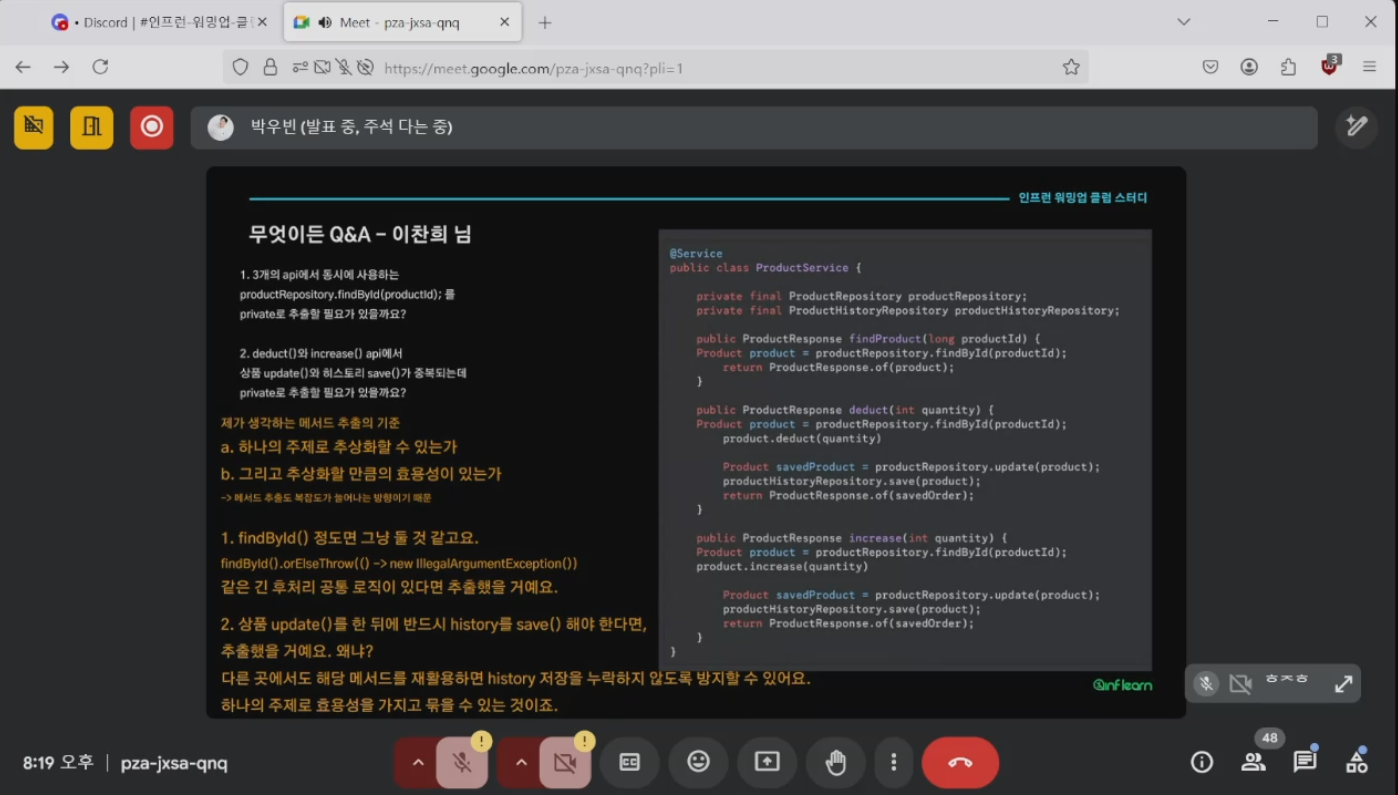 • Discord | #인프런-워밍업-클
Meet - pza-jxsa-qnq
https://meet.google.com/pza-jxsa-qnq?pli=1
3
박우빈 (발표 중, 주석 다는 중)
인프런 워밍업 클럽 스터디
무엇이든 Q&A – 이찬희 님
1. 3개의 api에서 동시에 사용하는
productRepository.findById(productId); 를
private로 추출할 필요가 있을까요?
2. deduct()와 increase() api에서
상품 update()와 히스토리 save()가 중복되는데
private로 추출할 필요가 있을까요?
제가 생각하는 메서드 추출의 기준
a. 하나의 주제로 추상화할 수 있는가
b. 그리고 추상화할 만큼의 효용성이 있는가
-> 메서드 추출도 복잡도가 늘어나는 방향이기 때문
1. findById() 정도면 그냥 둘 것 같고요.
findById().orElseThrow(() -> new IllegalArgumentException())
같은 긴 후처리 공통 로직이 있다면 추출했을 거예요.
2. 상품 update()를 한 뒤에 반드시 history를 save() 해야 한다면,
추출했을 거예요. 왜냐?
다른 곳에서도 해당 메서드를 재활용하면 history 저장을 누락하지 않도록 방지할 수 있어요.
하나의 주제로 효용성을 가지고 묶을 수 있는 것이죠.
@Service
public class ProductService {
private final ProductRepository productRepository;
private final ProductHistoryRepository productHistoryRepository;
public ProductResponse findProduct(long productId) {
Product product = productRepository.findById(productId);
return ProductResponse.of(product);
}
public ProductResponse deduct(int quantity) {
Product product = productRepository.findById(productId);
product.deduct(quantity)
Product savedProduct = productRepository.update(product);
productHistoryRepository.save(product);
return ProductResponse.of(savedOrder);
}
public ProductResponse increase(int quantity) {
Product product = productRepository.findById(productId);
product.increase(quantity)
Product savedProduct = productRepository.update(product);
productHistoryRepository.save(product);
return ProductResponse.of(savedOrder);
}
}
inflearn
ㅎㅈㅎ
8:19 오후 | pza-jxsa-qnq
48